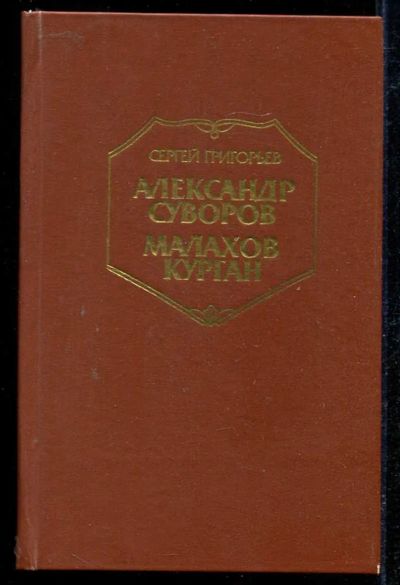 СЕРГЕЙ ГРИГОРЬЕВ
АЛЕКСАНДР
СУВОРОВ
МАЛАХОВ
КУРГАН